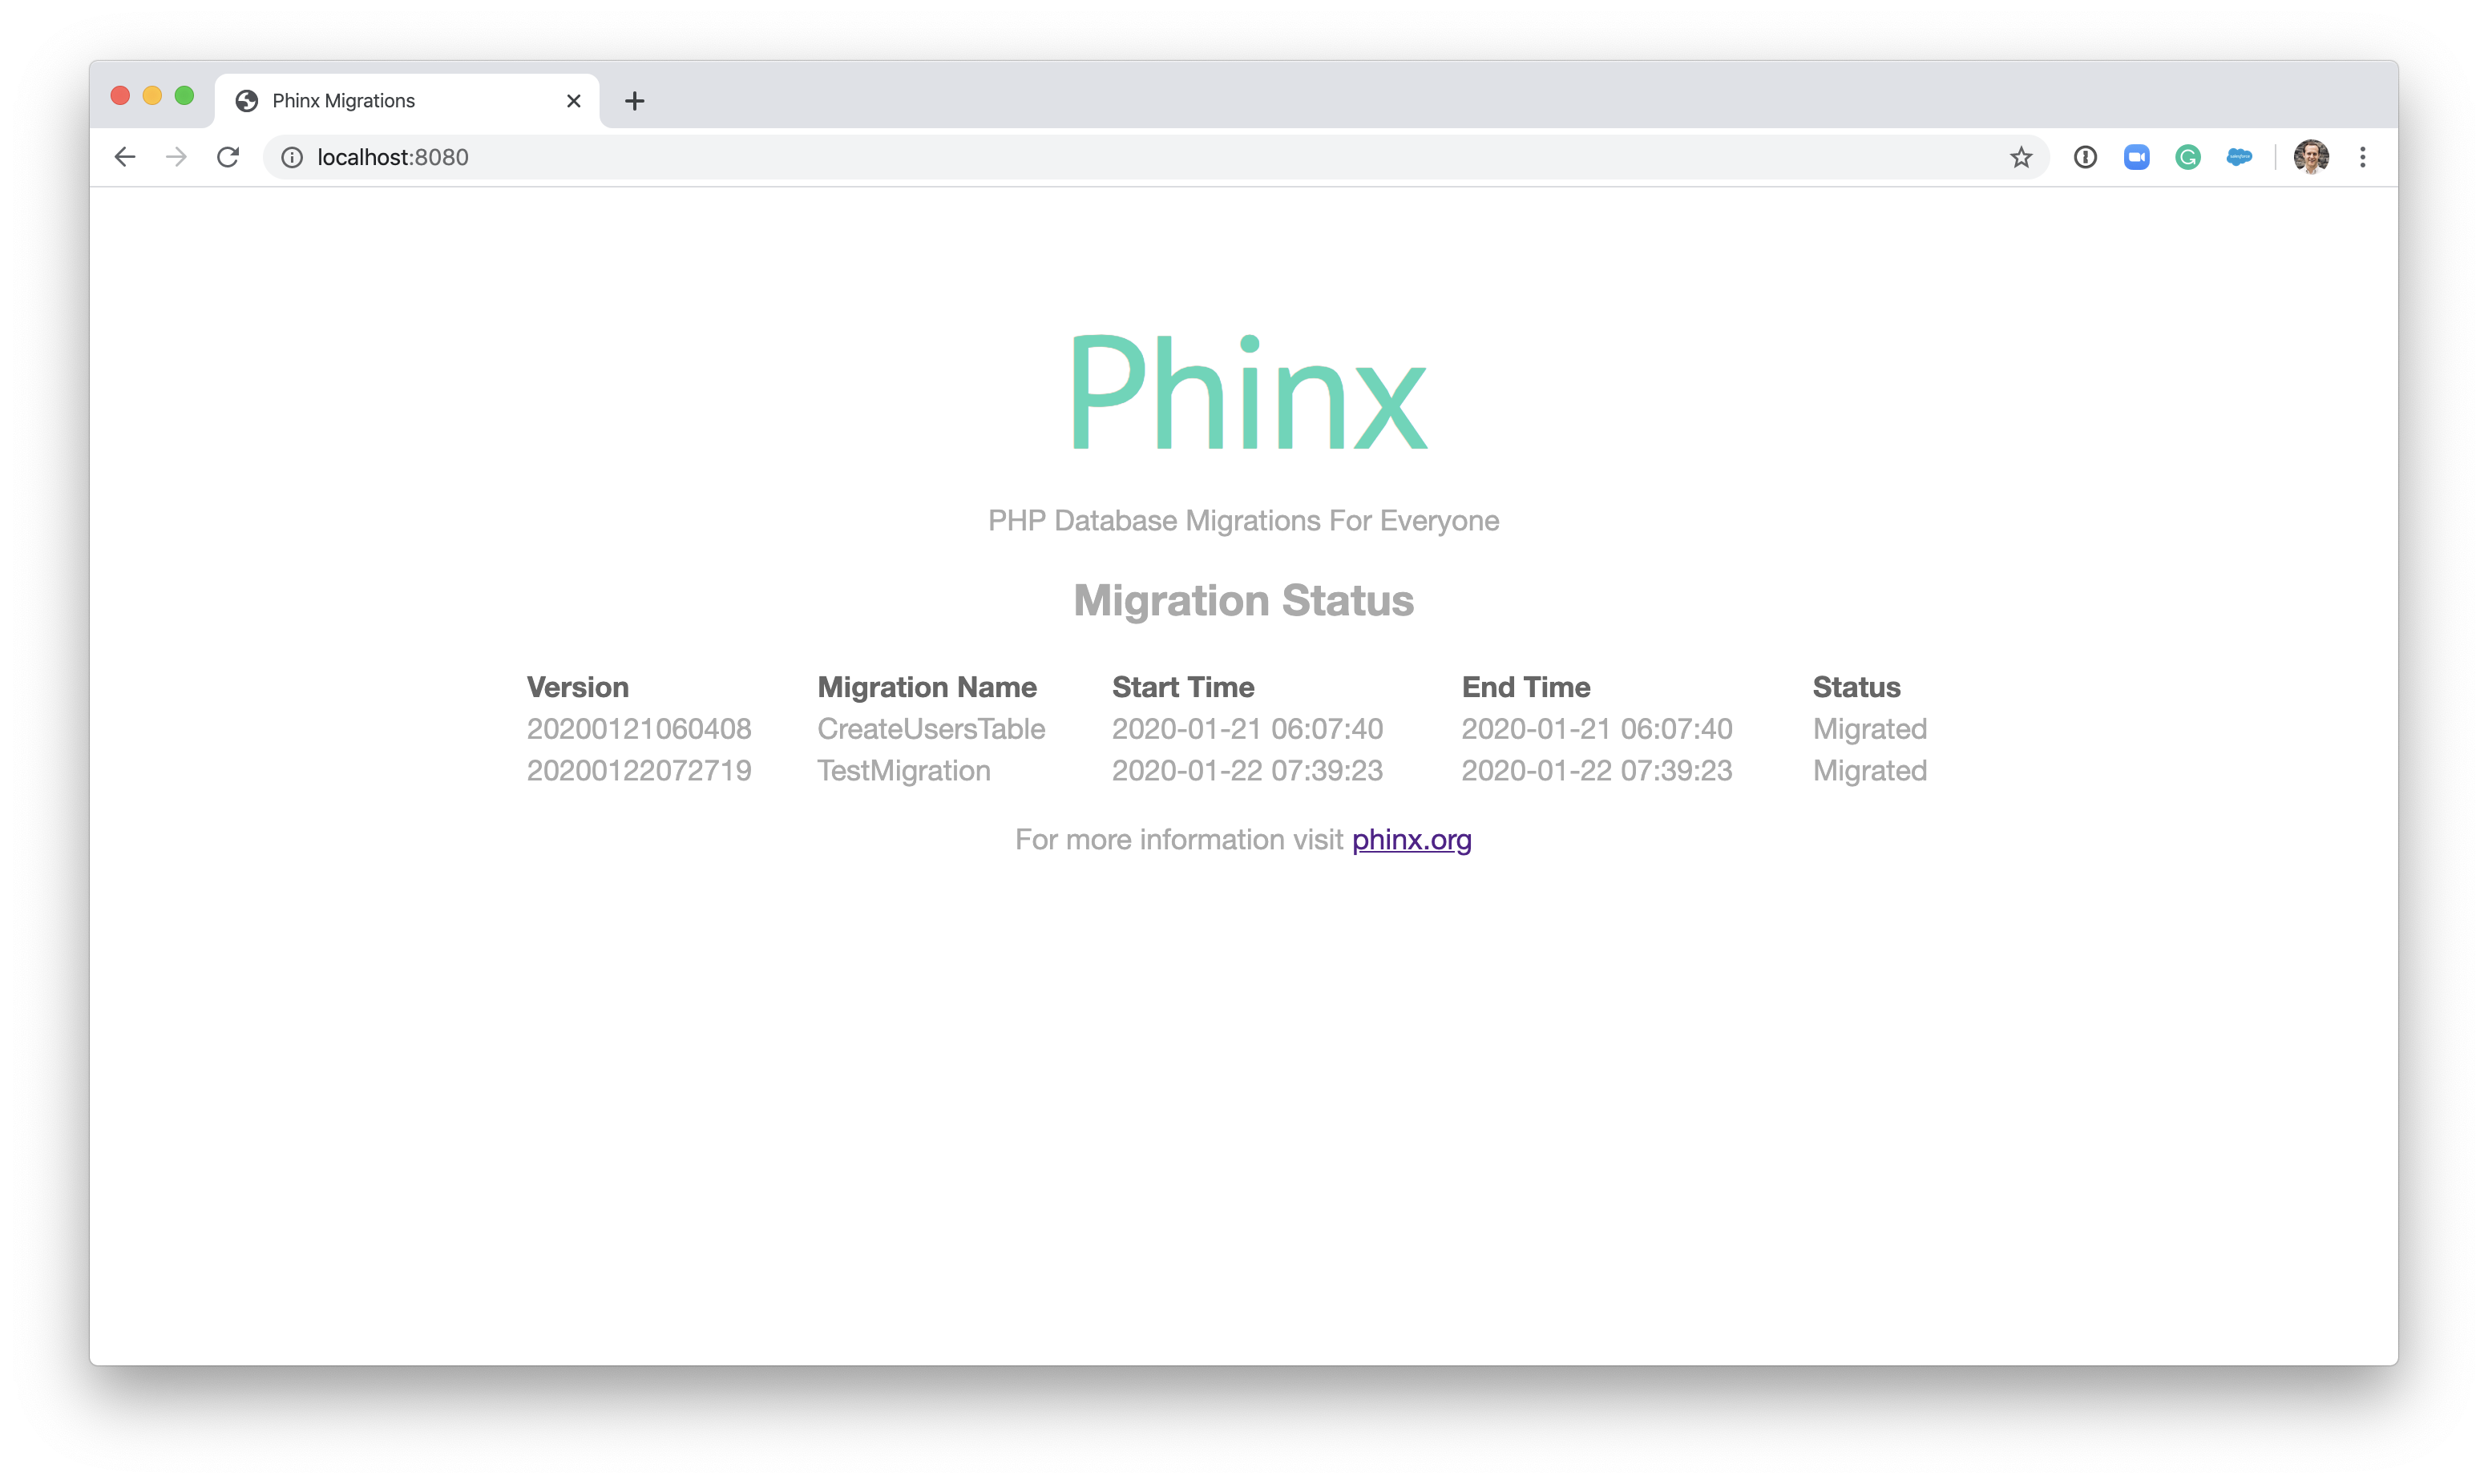 Phinx Migrations
localhost:8080
Phinx
PHP Database Migrations For Everyone
Migration Status
Version Migration Name Start Time End Time Status
20200121060408 CreateUsersTable 2020-01-21 06:07:40 2020-01-21 06:07:40 Migrated
20200122072719 TestMigration 2020-01-22 07:39:23 2020-01-22 07:39:23 Migrated
For more information visit phinx.org